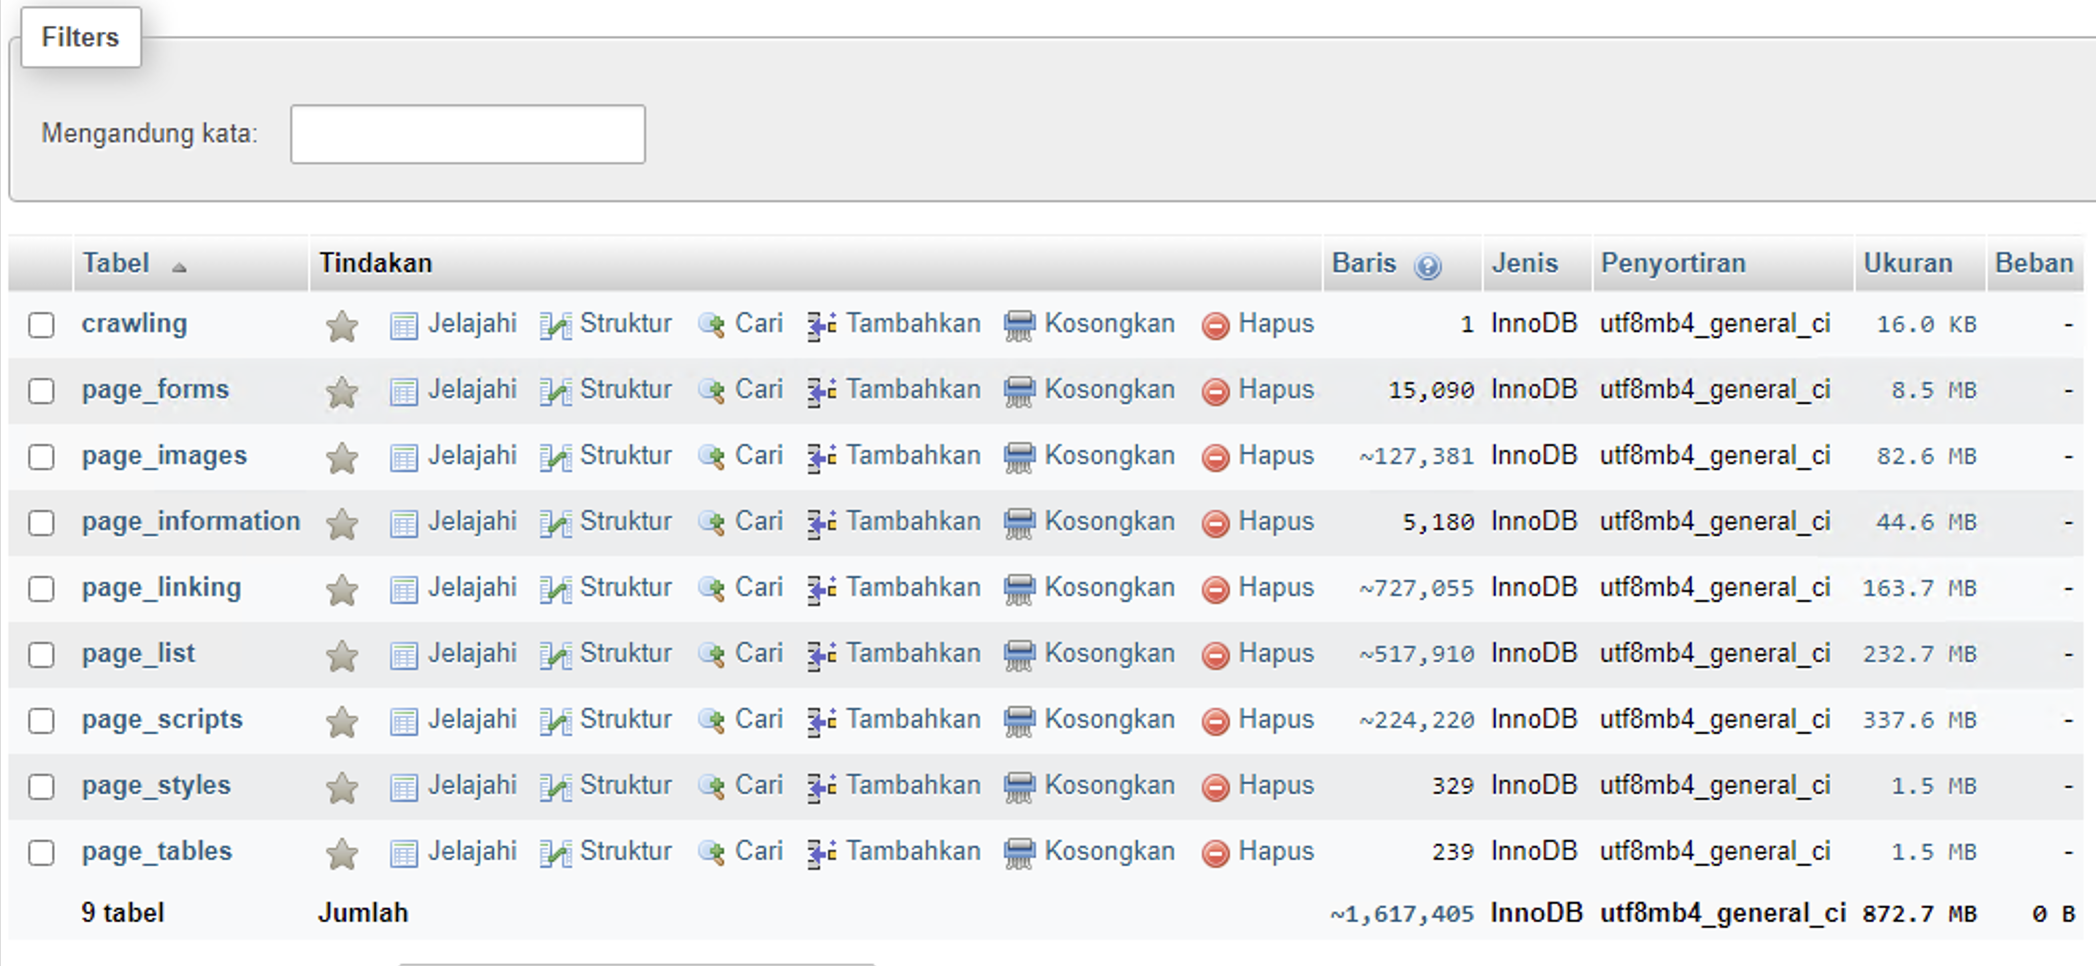 Filters
Mengandung kata:
Tabel Tindakan Baris Jenis Penyortiran Ukuran Beban
crawling Jelajahi Struktur Cari Tambahkan Kosongkan Hapus 1 InnoDB utf8mb4_general_ci 16.0 KB -
page_forms Jelajahi Struktur Cari Tambahkan Kosongkan Hapus 15,090 InnoDB utf8mb4_general_ci 8.5 MB -
page_images Jelajahi Struktur Cari Tambahkan Kosongkan Hapus ~127,381 InnoDB utf8mb4_general_ci 82.6 MB -
page_information Jelajahi Struktur Cari Tambahkan Kosongkan Hapus 5,180 InnoDB utf8mb4_general_ci 44.6 MB -
page_linking Jelajahi Struktur Cari Tambahkan Kosongkan Hapus ~727,055 InnoDB utf8mb4_general_ci 163.7 MB -
page_list Jelajahi Struktur Cari Tambahkan Kosongkan Hapus ~517,910 InnoDB utf8mb4_general_ci 232.7 MB -
page_scripts Jelajahi Struktur Cari Tambahkan Kosongkan Hapus ~224,220 InnoDB utf8mb4_general_ci 337.6 MB -
page_styles Jelajahi Struktur Cari Tambahkan Kosongkan Hapus 329 InnoDB utf8mb4_general_ci 1.5 MB -
page_tables Jelajahi Struktur Cari Tambahkan Kosongkan Hapus 239 InnoDB utf8mb4_general_ci 1.5 MB -
9 tabel Jumlah ~1,617,405 InnoDB utf8mb4_general_ci 872.7 MB 0 B